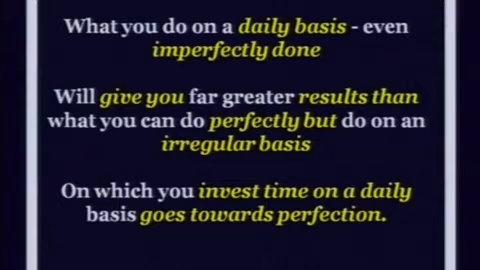 What you do on a daily basis - even
imperfectly done
Will give you far greater results than
what you can do perfectly but do on an
irregular basis
On which you invest time on a daily
basis goes towards perfection.